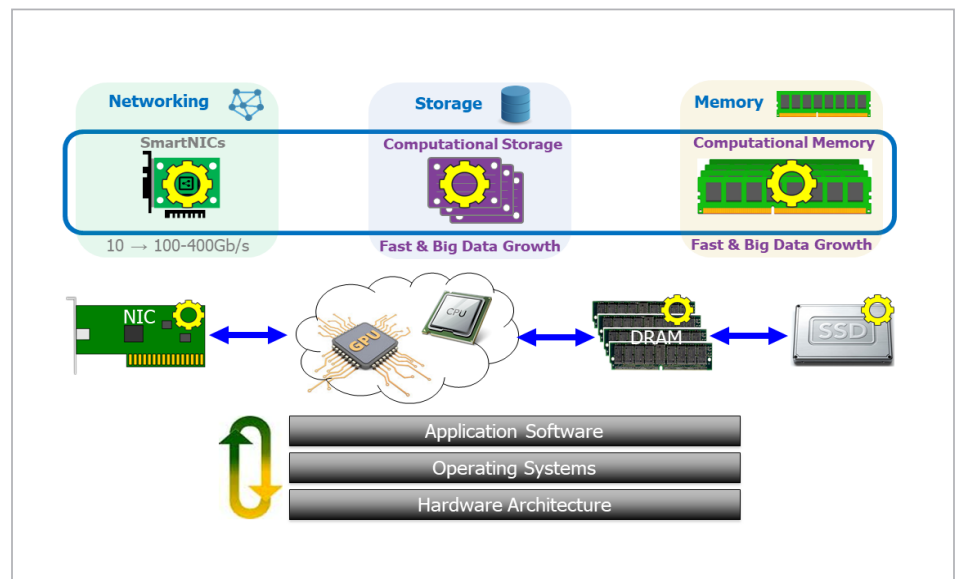 Networking
Storage
Memory
SmartNICs
Computational Storage
Computational Memory
10 → 100-400Gb/s
Fast & Big Data Growth
Fast & Big Data Growth
NIC
GPU
CPU
DRAM
SSD
Application Software
Operating Systems
Hardware Architecture